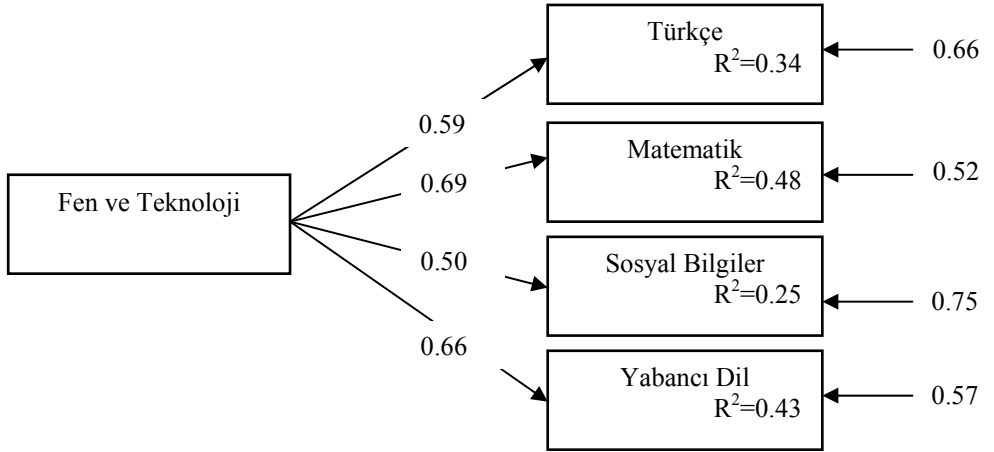 Fen ve Teknoloji
0.59
0.69
0.50
0.66
Türkçe
R²=0.34
0.66
Matematik
R²=0.48
0.52
Sosyal Bilgiler
R²=0.25
0.75
Yabancı Dil
R²=0.43
0.57